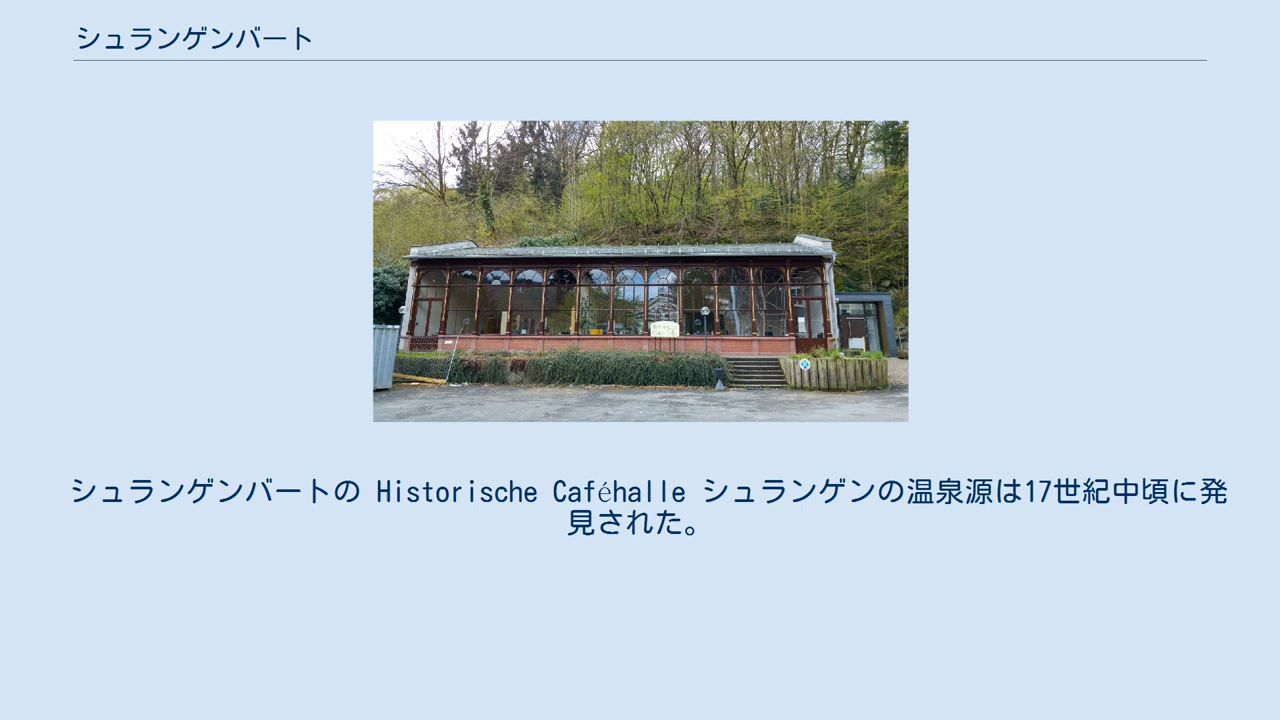 シュランゲンバート
シュランゲンバートの Historische Caféhalle シュランゲンの温泉源は17世紀中頃に発
見された。